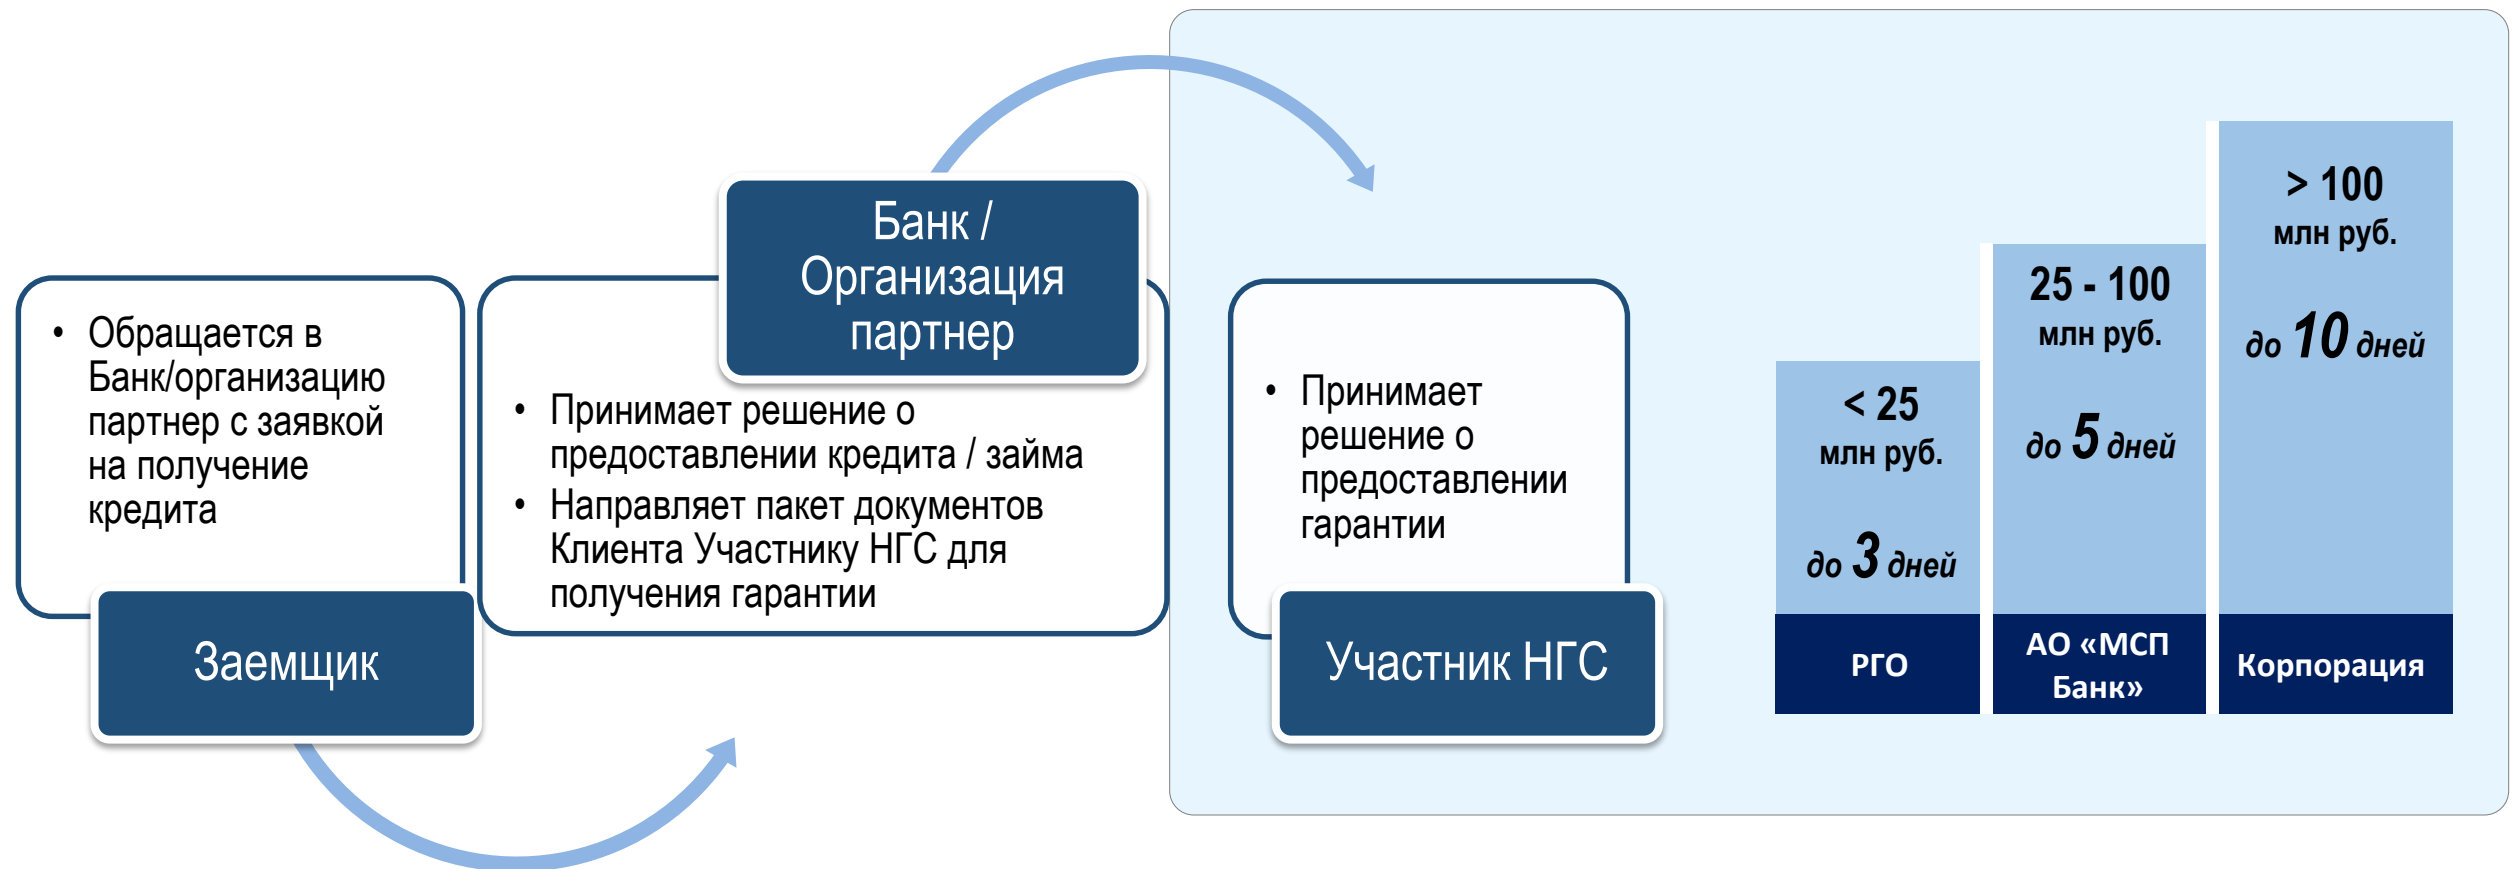 • Обращается в
Банк/организацию
партнер с заявкой
на получение
кредита
Заемщик
Банк /
Организация
партнер
• Принимает решение о
предоставлении кредита / займа
• Направляет пакет документов
Клиента Участнику НГС для
получения гарантии
• Принимает
решение о
предоставлении
гарантии
Участник НГС
< 25
млн руб.
до 3 дней
РГО
25 - 100
млн руб.
до 5 дней
АО «МСП
Банк»
> 100
млн руб.
до 10 дней
Корпорация